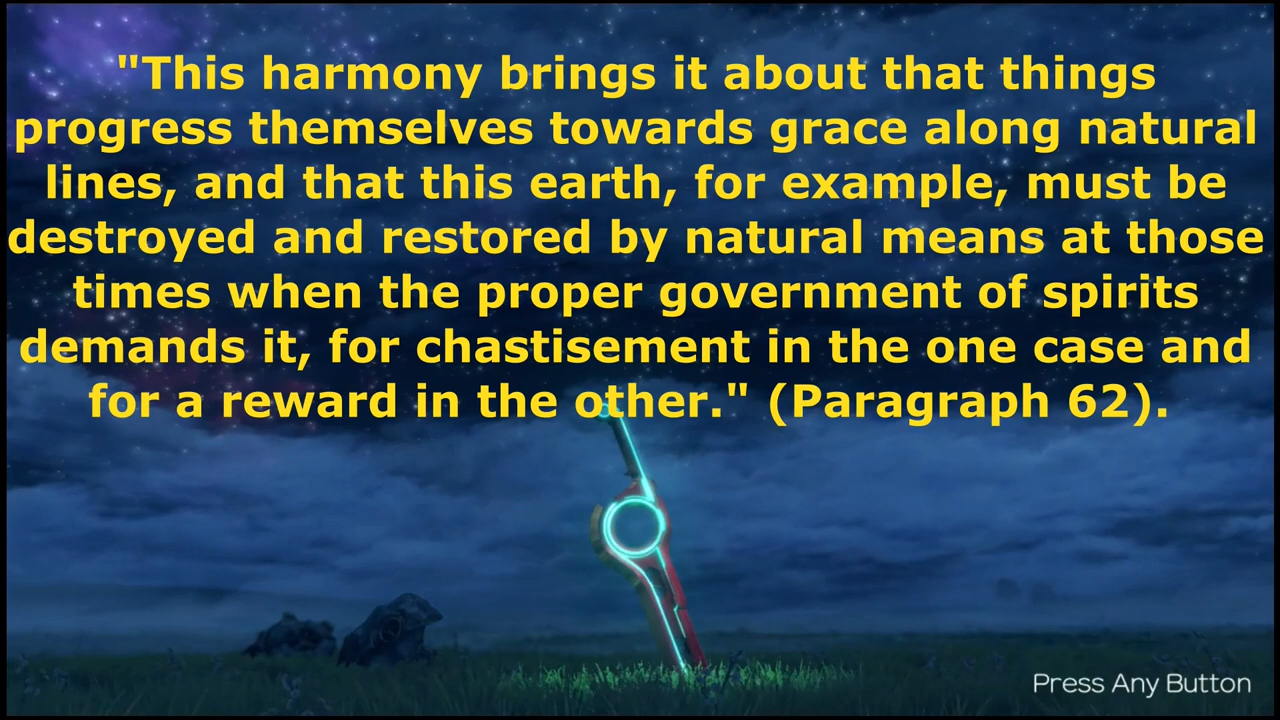 "This harmony brings it about that things
progress themselves towards grace along natural
lines, and that this earth, for example, must be
destroyed and restored by natural means at those
times when the proper government of spirits
demands it, for chastisement in the one case and
for a reward in the other." (Paragraph 62).
Press Any Button